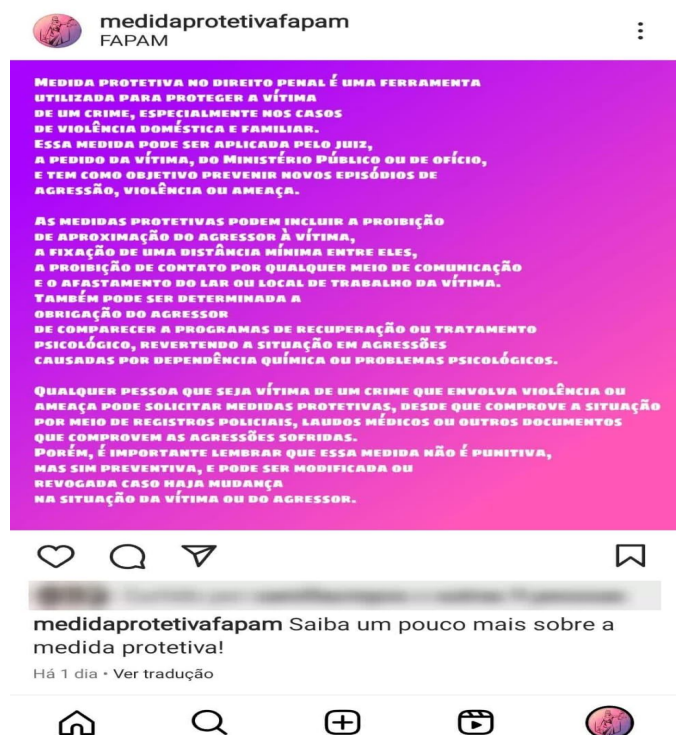 medidaprotetivafapam
FAPAM
MEDIDA PROTETIVA NO DIREITO PENAL É UMA FERRAMENTA
UTILIZADA PARA PROTEGER A VÍTIMA
DE UM CRIME, ESPECIALMENTE NOS CASOS
DE VIOLÊNCIA DOMÉSTICA E FAMILIAR.
ESSA MEDIDA PODE SER APLICADA PELO JUIZ,
A PEDIDO DA VÍTIMA, DO MINISTÉRIO PÚBLICO OU DE OFÍCIO,
E TEM COMO OBJETIVO PREVENIR NOVOS EPISÓDIOS DE
AGRESSÃO, VIOLÊNCIA OU AMEAÇA.
AS MEDIDAS PROTETIVAS PODEM INCLUIR A PROIBIÇÃO
DE APROXIMAÇÃO DO AGRESSOR À VÍTIMA,
A FIXAÇÃO DE UMA DISTÂNCIA MÍNIMA ENTRE ELES,
A PROIBIÇÃO DE CONTATO POR QUALQUER MEIO DE COMUNICAÇÃO
E O AFASTAMENTO DO LAR OU LOCAL DE TRABALHO DA VÍTIMA.
TAMBÉM PODE SER DETERMINADA A
OBRIGAÇÃO DO AGRESSOR
DE COMPARECER A PROGRAMAS DE RECUPERAÇÃO OU TRATAMENTO
PSICOLÓGICO, REVERTENDO A SITUAÇÃO EM AGRESSÕES
CAUSADAS POR DEPENDÊNCIA QUÍMICA OU PROBLEMAS PSICOLÓGICOS.
QUALQUER PESSOA QUE SEJA VÍTIMA DE UM CRIME QUE ENVOLVA VIOLÊNCIA OU
AMEAÇA PODE SOLICITAR MEDIDAS PROTETIVAS, DESDE QUE COMPROVE A SITUAÇÃO
POR MEIO DE REGISTROS POLICIAIS, LAUDOS MÉDICOS OU OUTROS DOCUMENTOS
QUE COMPROVEM AS AGRESSÕES SOFRIDAS.
PORÉM, É IMPORTANTE LEMBRAR QUE ESSA MEDIDA NÃO É PUNITIVA,
MAS SIM PREVENTIVA, E PODE SER MODIFICADA OU
REVOGADA CASO HAJA MUDANÇA
NA SITUAÇÃO DA VÍTIMA OU DO AGRESSOR.
medidaprotetivafapam Saiba um pouco mais sobre a
medida protetiva!
Há 1 dia • Ver tradução